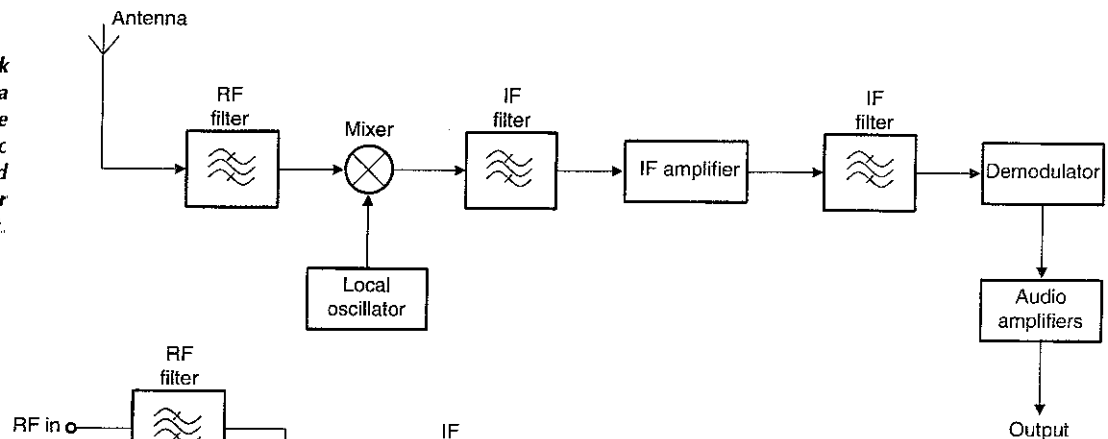 Antenna
k
a
e
c
d
r
.
RF
filter
Mixer
IF
filter
IF amplifier
IF
filter
Demodulator
Local
oscillator
Audio
amplifiers
Output
RF
filter
RF in
IF